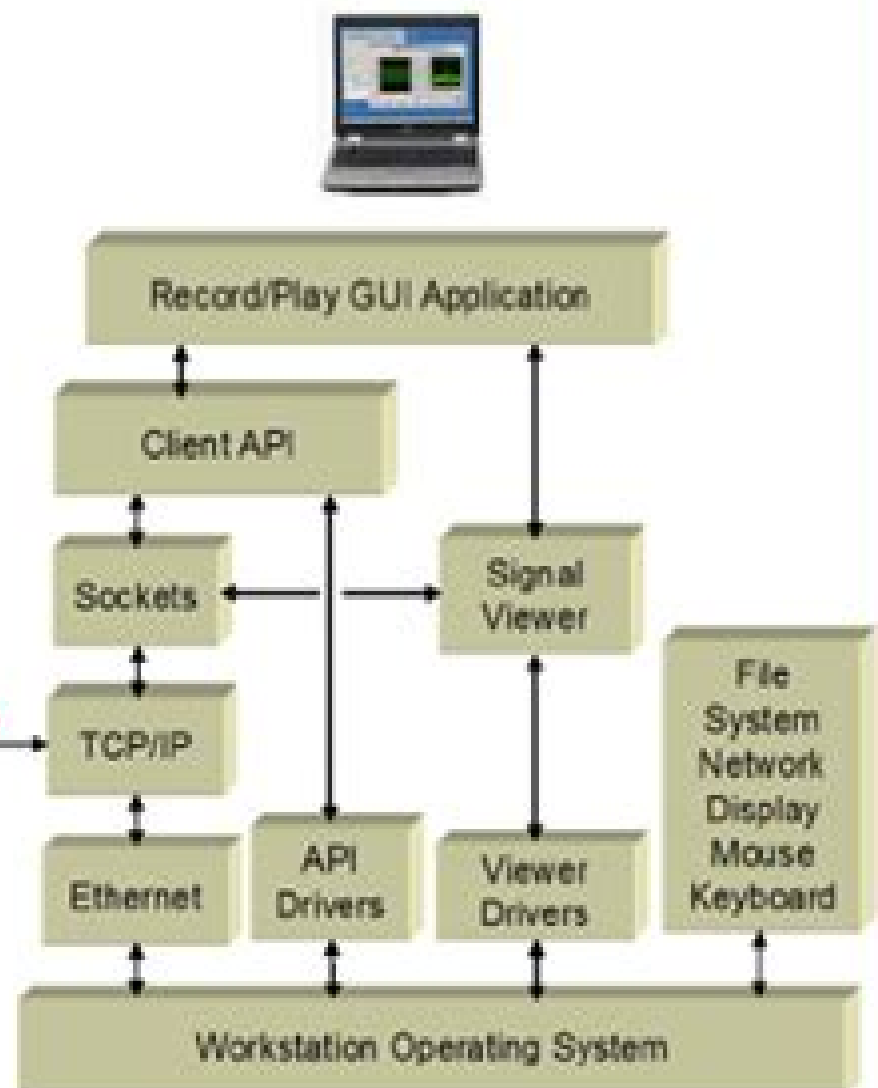 Record/Play GUI Application
Client API
Sockets
Signal
Viewer
TCP/IP
File
System
Network
Display
Mouse
Keyboard
Ethernet
API
Drivers
Viewer
Drivers
Workstation Operating System